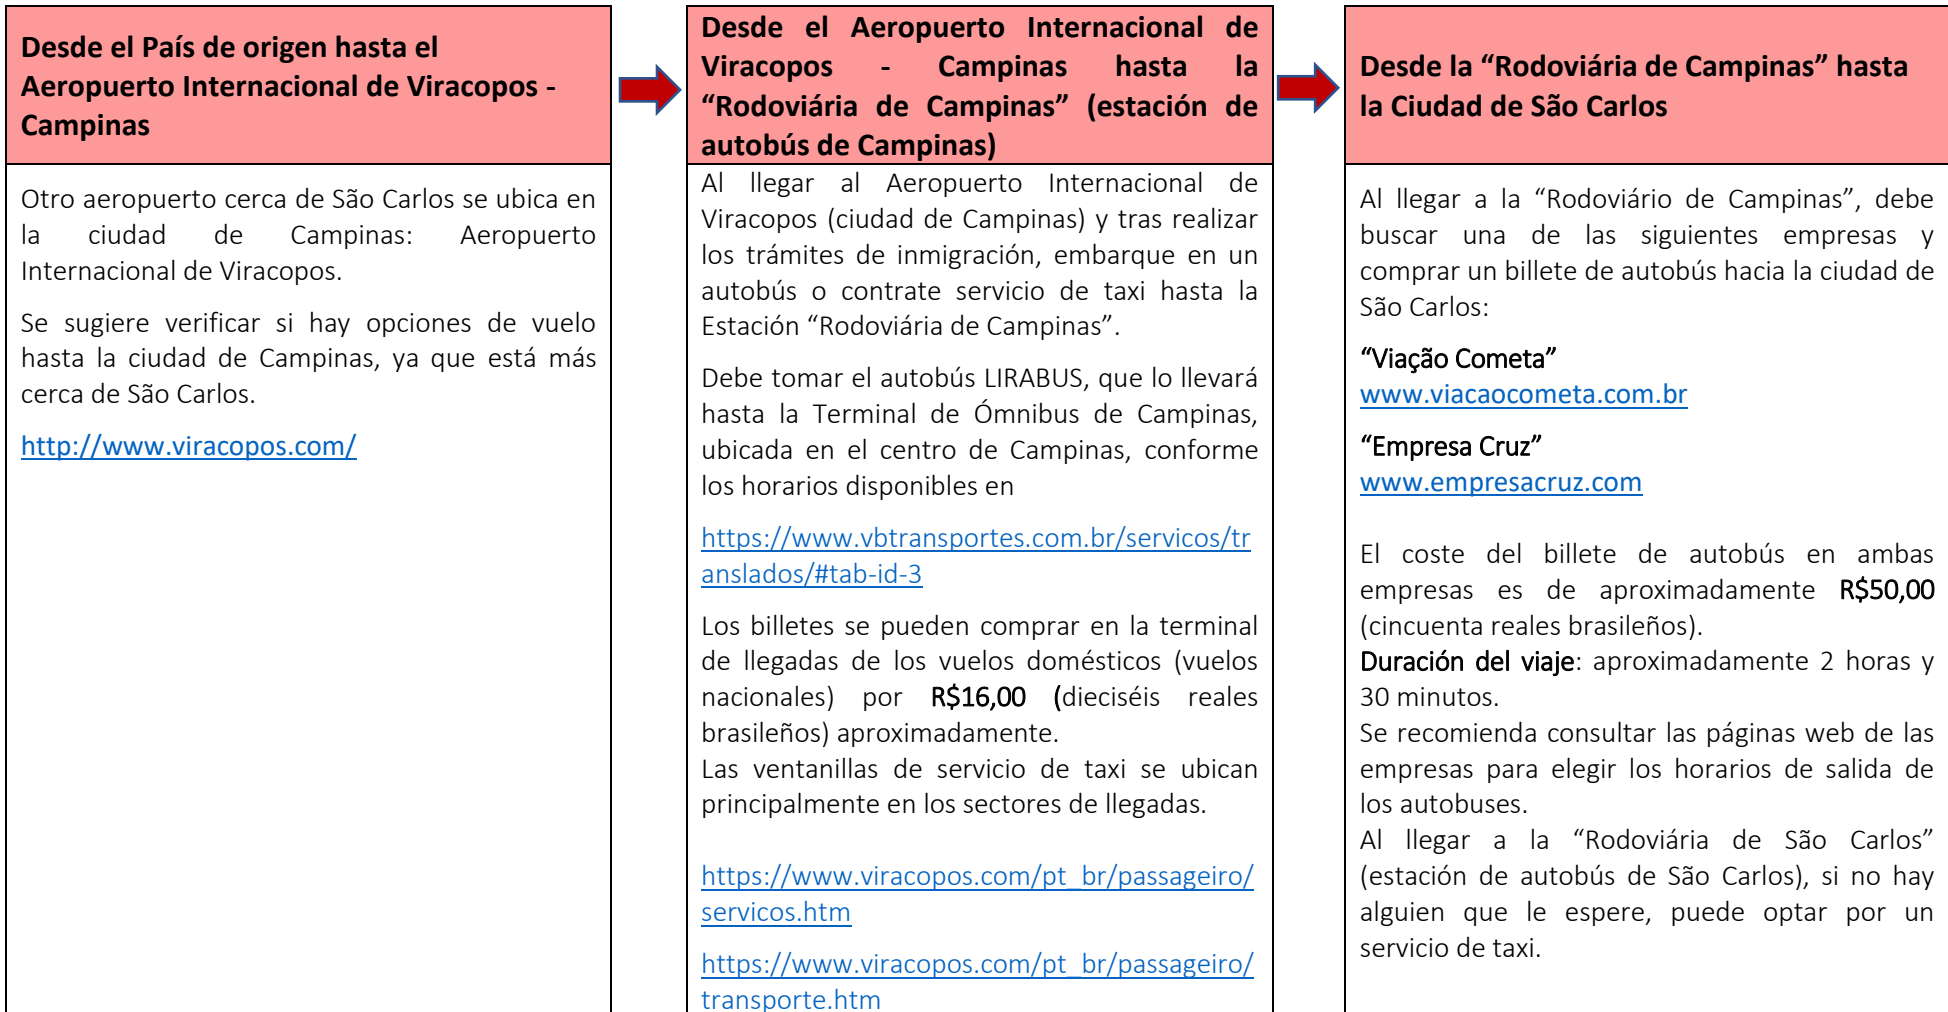 Desde el País de origen hasta el
Aeropuerto Internacional de Viracopos -
Campinas
Otro aeropuerto cerca de São Carlos se ubica en
la ciudad de Campinas: Aeropuerto
Internacional de Viracopos.
Se sugiere verificar si hay opciones de vuelo
hasta la ciudad de Campinas, ya que está más
cerca de São Carlos.
http://www.viracopos.com/
Desde el Aeropuerto Internacional de
Viracopos - Campinas hasta la
“Rodoviária de Campinas” (estación de
autobús de Campinas)
Al llegar al Aeropuerto Internacional de
Viracopos (ciudad de Campinas) y tras realizar
los trámites de inmigración, embarque en un
autobús o contrate servicio de taxi hasta la
Estación “Rodoviária de Campinas”.
Debe tomar el autobús LIRABUS, que lo llevará
hasta la Terminal de Ómnibus de Campinas,
ubicada en el centro de Campinas, conforme
los horarios disponibles en
https://www.vbtransportes.com.br/servicos/tr
anslados/#tab-id-3
Los billetes se pueden comprar en la terminal
de llegadas de los vuelos domésticos (vuelos
nacionales) por R$16,00 (dieciséis reales
brasileños) aproximadamente.
Las ventanillas de servicio de taxi se ubican
principalmente en los sectores de llegadas.
https://www.viracopos.com/pt_br/passageiro/
servicos.htm
https://www.viracopos.com/pt_br/passageiro/
transporte.htm
Desde la “Rodoviária de Campinas” hasta
la Ciudad de São Carlos
Al llegar a la “Rodoviário de Campinas”, debe
buscar una de las siguientes empresas y
comprar un billete de autobús hacia la ciudad de
São Carlos:
“Viação Cometa”
www.viacaocometa.com.br
“Empresa Cruz”
www.empresacruz.com
El coste del billete de autobús en ambas
empresas es de aproximadamente R$50,00
(cincuenta reales brasileños).
Duración del viaje: aproximadamente 2 horas y
30 minutos.
Se recomienda consultar las páginas web de las
empresas para elegir los horarios de salida de
los autobuses.
Al llegar a la “Rodoviária de São Carlos”
(estación de autobús de São Carlos), si no hay
alguien que le espere, puede optar por un
servicio de taxi.